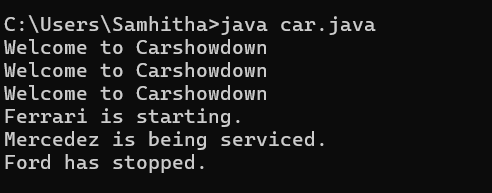 C:\Users\Samhitha>java car.java
Welcome to Carshowdown
Welcome to Carshowdown
Welcome to Carshowdown
Ferrari is starting.
Mercedez is being serviced.
Ford has stopped.